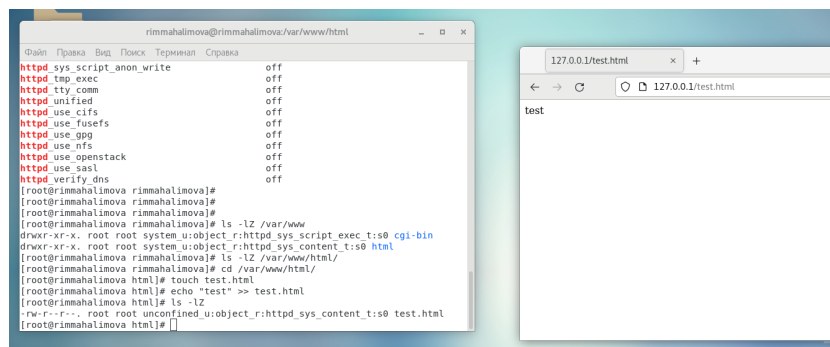 rimmahalimova@rimmahalimova:/var/www/html
Файл Правка Вид Поиск Терминал Справка
httpd_sys_script_anon_write off
httpd_tmp_exec off
httpd_tty_comm off
httpd_unified off
httpd_use_cifs off
httpd_use_fusefs off
httpd_use_gpg off
httpd_use_nfs off
httpd_use_openstack off
httpd_use_sasl off
httpd_verify_dns off
[root@rimmahalimova rimmahalimova]#
[root@rimmahalimova rimmahalimova]#
[root@rimmahalimova rimmahalimova]#
[root@rimmahalimova rimmahalimova]# ls -lZ /var/www
drwxr-xr-x. root root system_u:object_r:httpd_sys_script_exec_t:s0 cgi-bin
drwxr-xr-x. root root system_u:object_r:httpd_sys_content_t:s0 html
[root@rimmahalimova rimmahalimova]# ls -lZ /var/www/html/
[root@rimmahalimova rimmahalimova]# cd /var/www/html/
[root@rimmahalimova html]# touch test.html
[root@rimmahalimova html]# echo "test" >> test.html
[root@rimmahalimova html]# ls -lZ
-rw-r--r--. root root unconfined_u:object_r:httpd_sys_content_t:s0 test.html
[root@rimmahalimova html]#
127.0.0.1/test.html
127.0.0.1/test.html
test